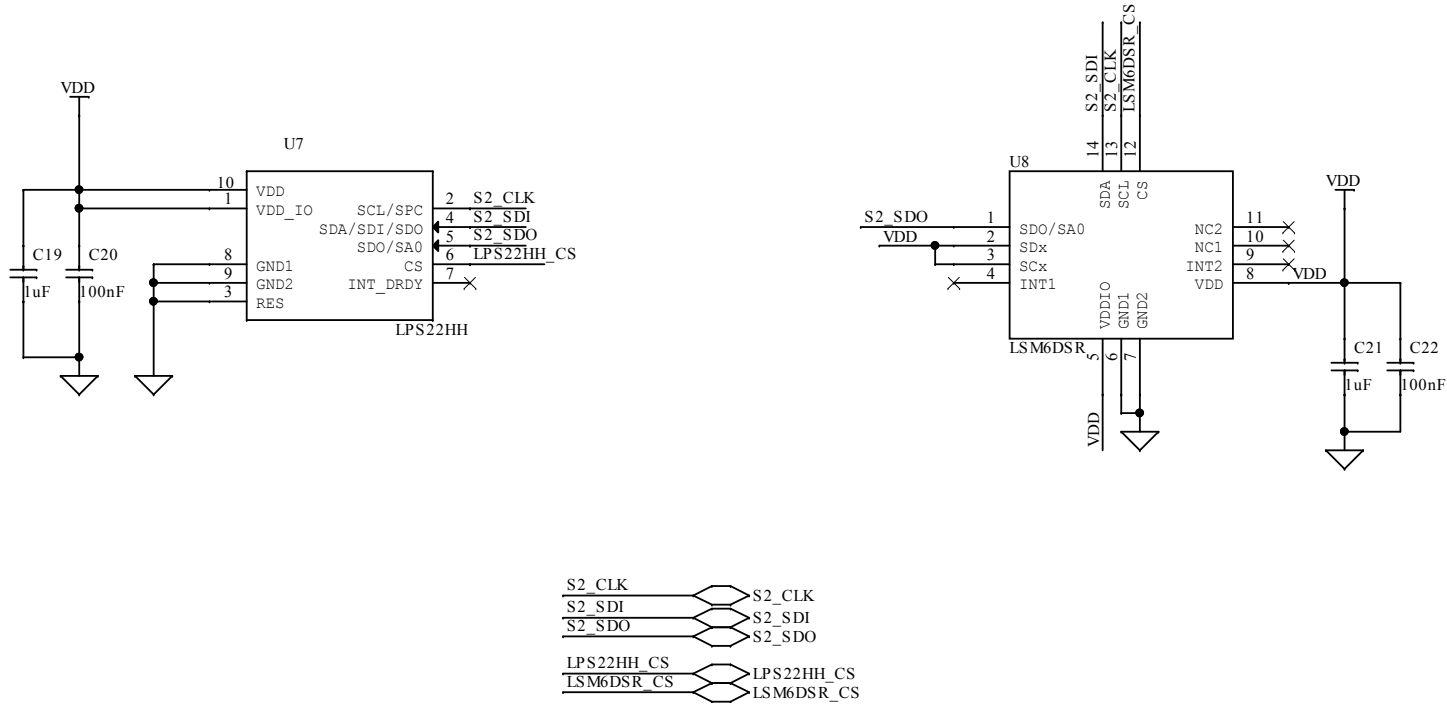 VDD
U7
10 VDD
1 VDD_IO
8 GND1
9 GND2
3 RES
SCL/SPC 2 S2_CLK
SDA/SDI/SDO 4 S2_SDI
SDO/SA0 5 S2_SDO
CS 6 LPS22HH_CS
INT_DRDY 7
LPS22HH
C19
1uF
C20
100nF
S2_SDI
S2_CLK
LSM6DSR_CS
14
13
12
U8
SDA
SCL
CS
S2_SDO 1 SDO/SA0
VDD 2 SDx
3 SCx
4 INT1
NC2 11
NC1 10
INT2 9
VDD 8 VDD
VDDIO
GND1
GND2
LSM6DSR
5
6
7
VDD
VDD
C21
1uF
C22
100nF
S2_CLK S2_CLK
S2_SDI S2_SDI
S2_SDO S2_SDO
LPS22HH_CS LPS22HH_CS
LSM6DSR_CS LSM6DSR_CS